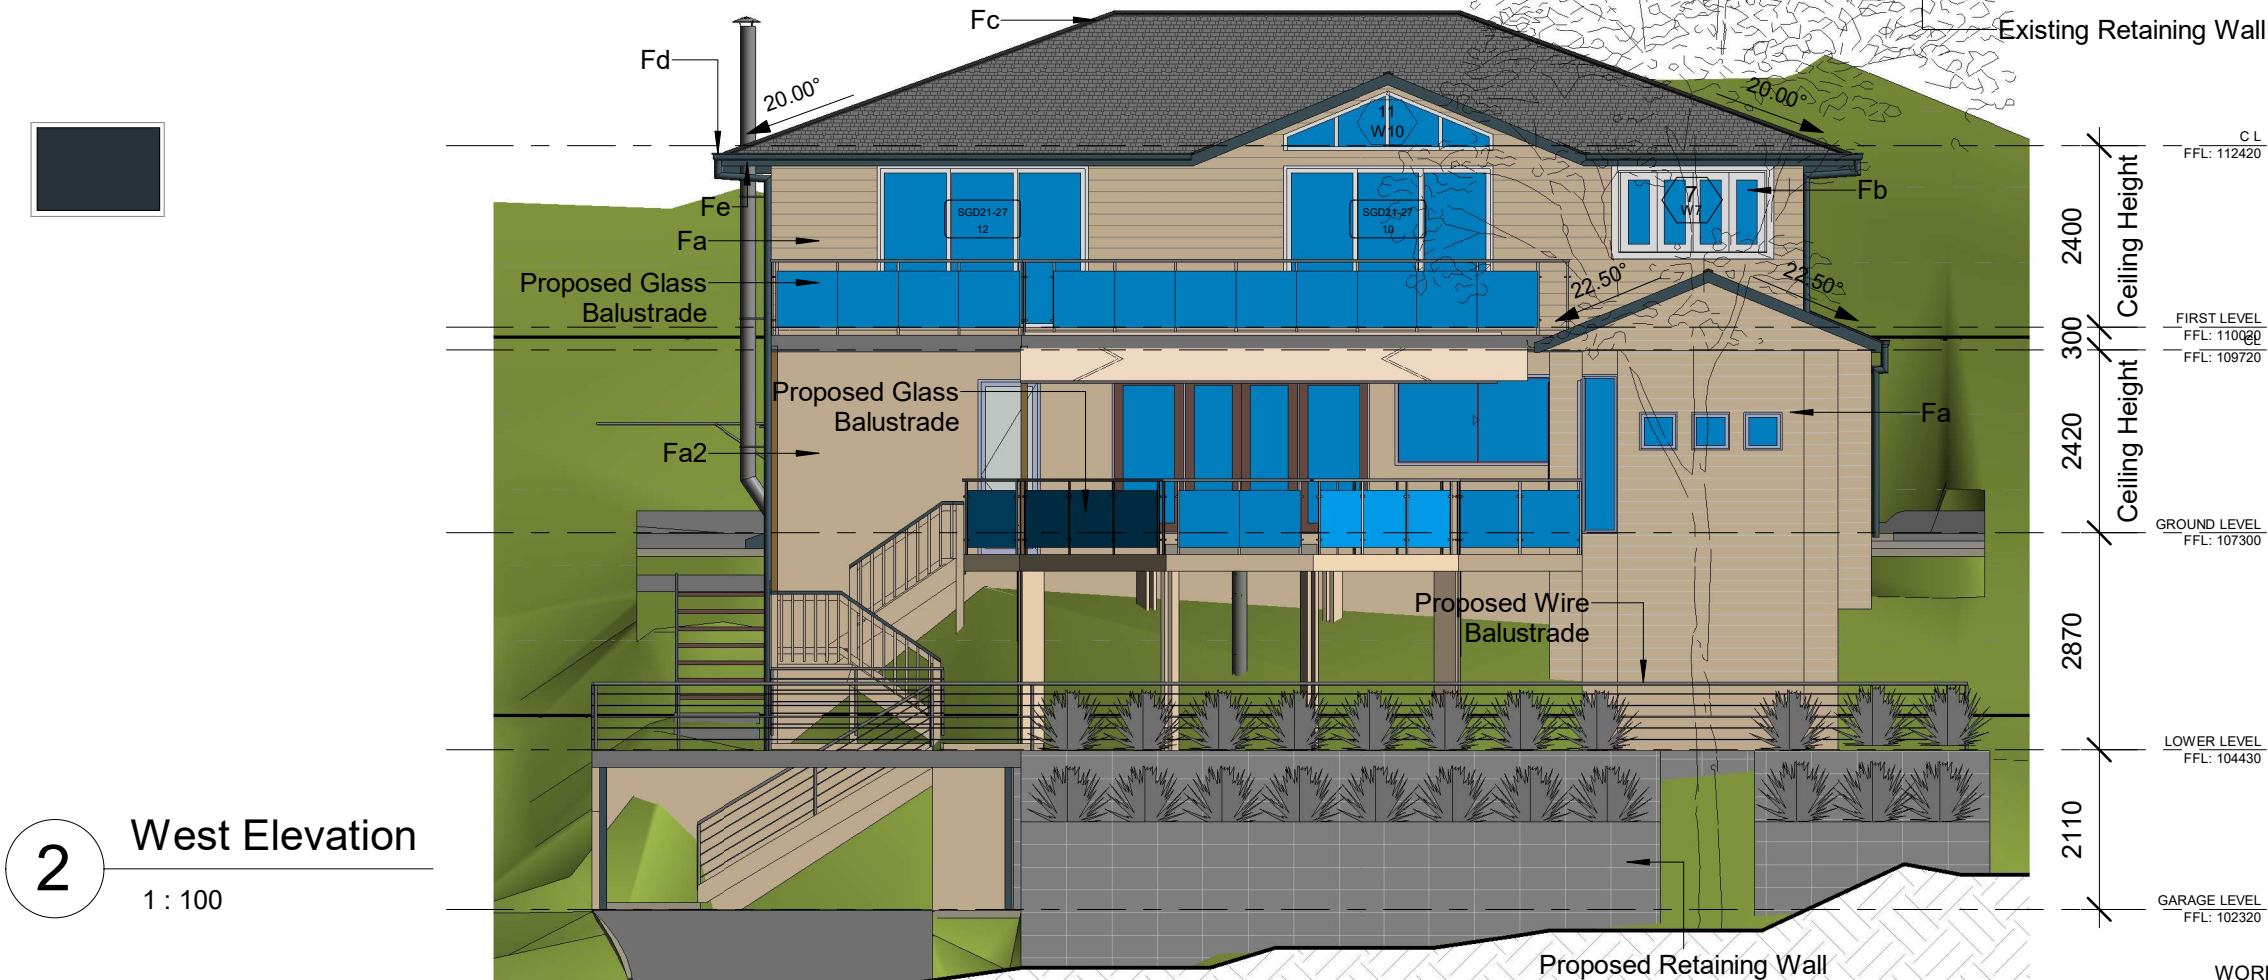 Fc
Existing Retaining Wall
Fd
20.00°
20.00°
11
W10
C L
FFL: 112420
Fe
SGD21-27
12
SGD21-27
10
7
W7
Fb
2400
Ceiling Height
Fa
Proposed Glass
Balustrade
22.50°
22.50°
FIRST LEVEL
FFL: 110020
300
CL
FFL: 109720
Proposed Glass
Balustrade
Fa
Fa2
2420
Ceiling Height
GROUND LEVEL
FFL: 107300
Proposed Wire
Balustrade
2870
LOWER LEVEL
FFL: 104430
2
West Elevation
1 : 100
2110
GARAGE LEVEL
FFL: 102320
Proposed Retaining Wall
WOR